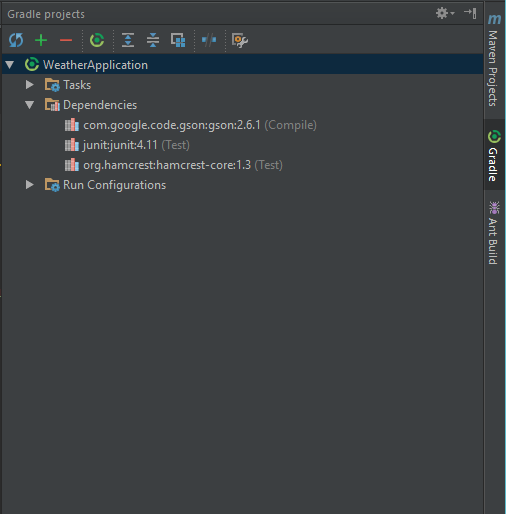 Gradle projects
WeatherApplication
Tasks
Dependencies
com.google.code.gson:gson:2.6.1 (Compile)
junit:junit:4.11 (Test)
org.hamcrest:hamcrest-core:1.3 (Test)
Run Configurations
m
Maven Projects
Gradle
Ant Build